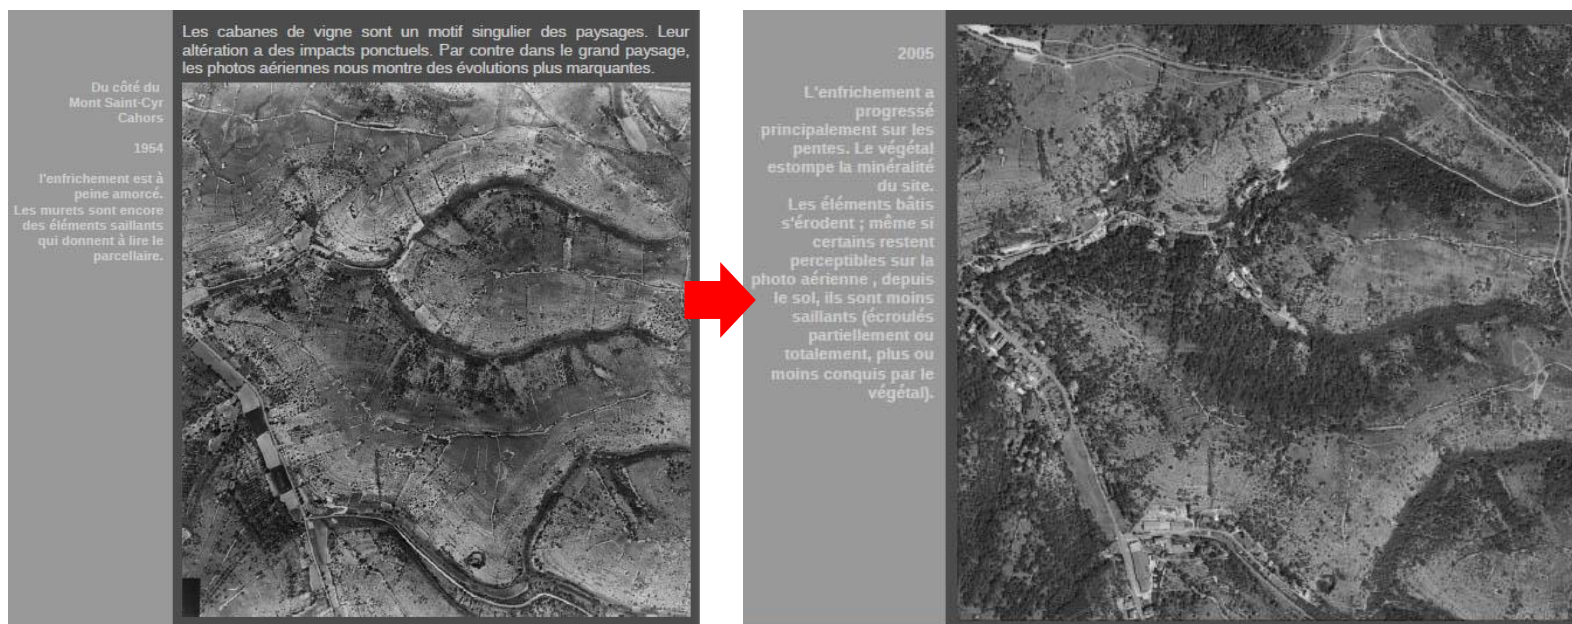 Les cabanes de vigne sont un motif singulier des paysages. Leur
altération a des impacts ponctuels. Par contre dans le grand paysage,
les photos aériennes nous montre des évolutions plus marquantes.
Du côté du
Mont Saint-Cyr
Cahors
1954
l'enfrichement est à
peine amorcé.
Les murets sont encore
des éléments saillants
qui donnent à lire le
parcellaire.
2005
L'enfrichement a
progressé
principalement sur les
pentes. Le végétal
estompe la minéralité
du site.
Les éléments bâtis
s'érodent ; même si
certains restent
perceptibles sur la
photo aérienne , depuis
le sol, ils sont moins
saillants (écroulés
partiellement ou
totalement, plus ou
moins conquis par le
végétal).